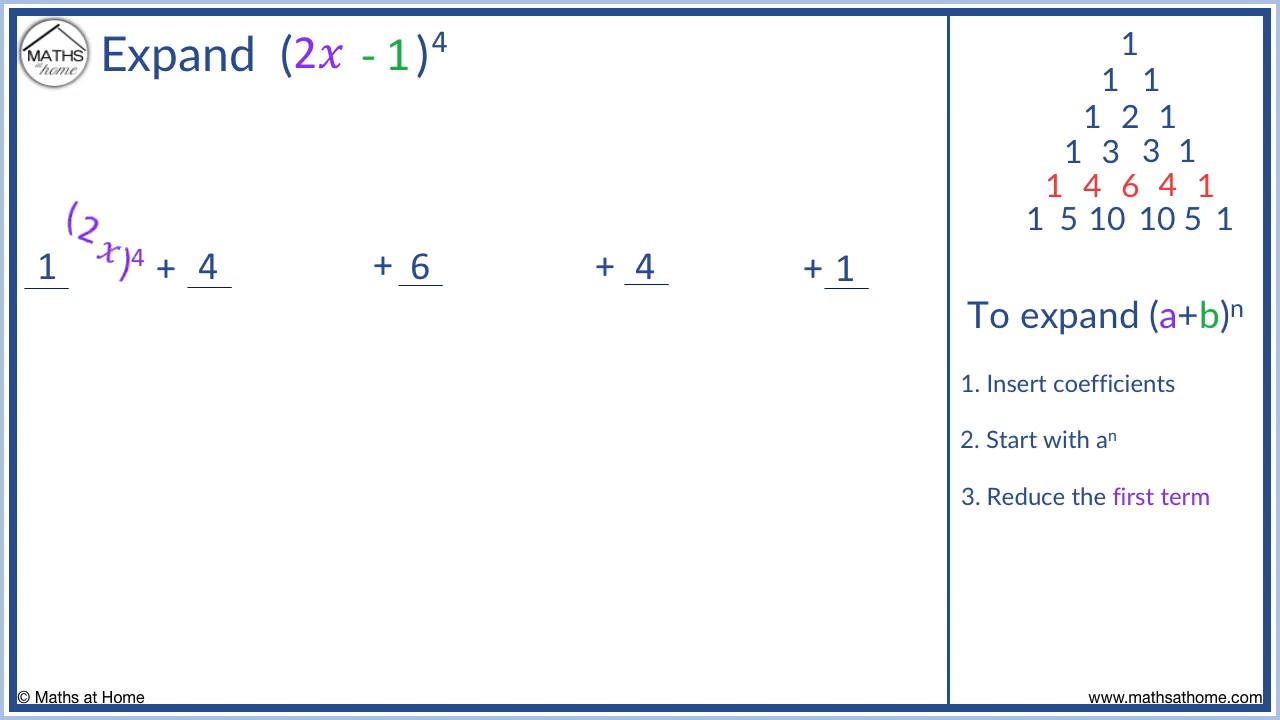 MATHS
at
home
Expand (2x - 1)⁴
1 (2x)⁴ + 4 + 6 + 4 + 1
1
1 1
1 2 1
1 3 3 1
1 4 6 4 1
1 5 10 10 5 1
To expand (a+b)ⁿ
1. Insert coefficients
2. Start with aⁿ
3. Reduce the first term
© Maths at Home
www.mathsathome.com